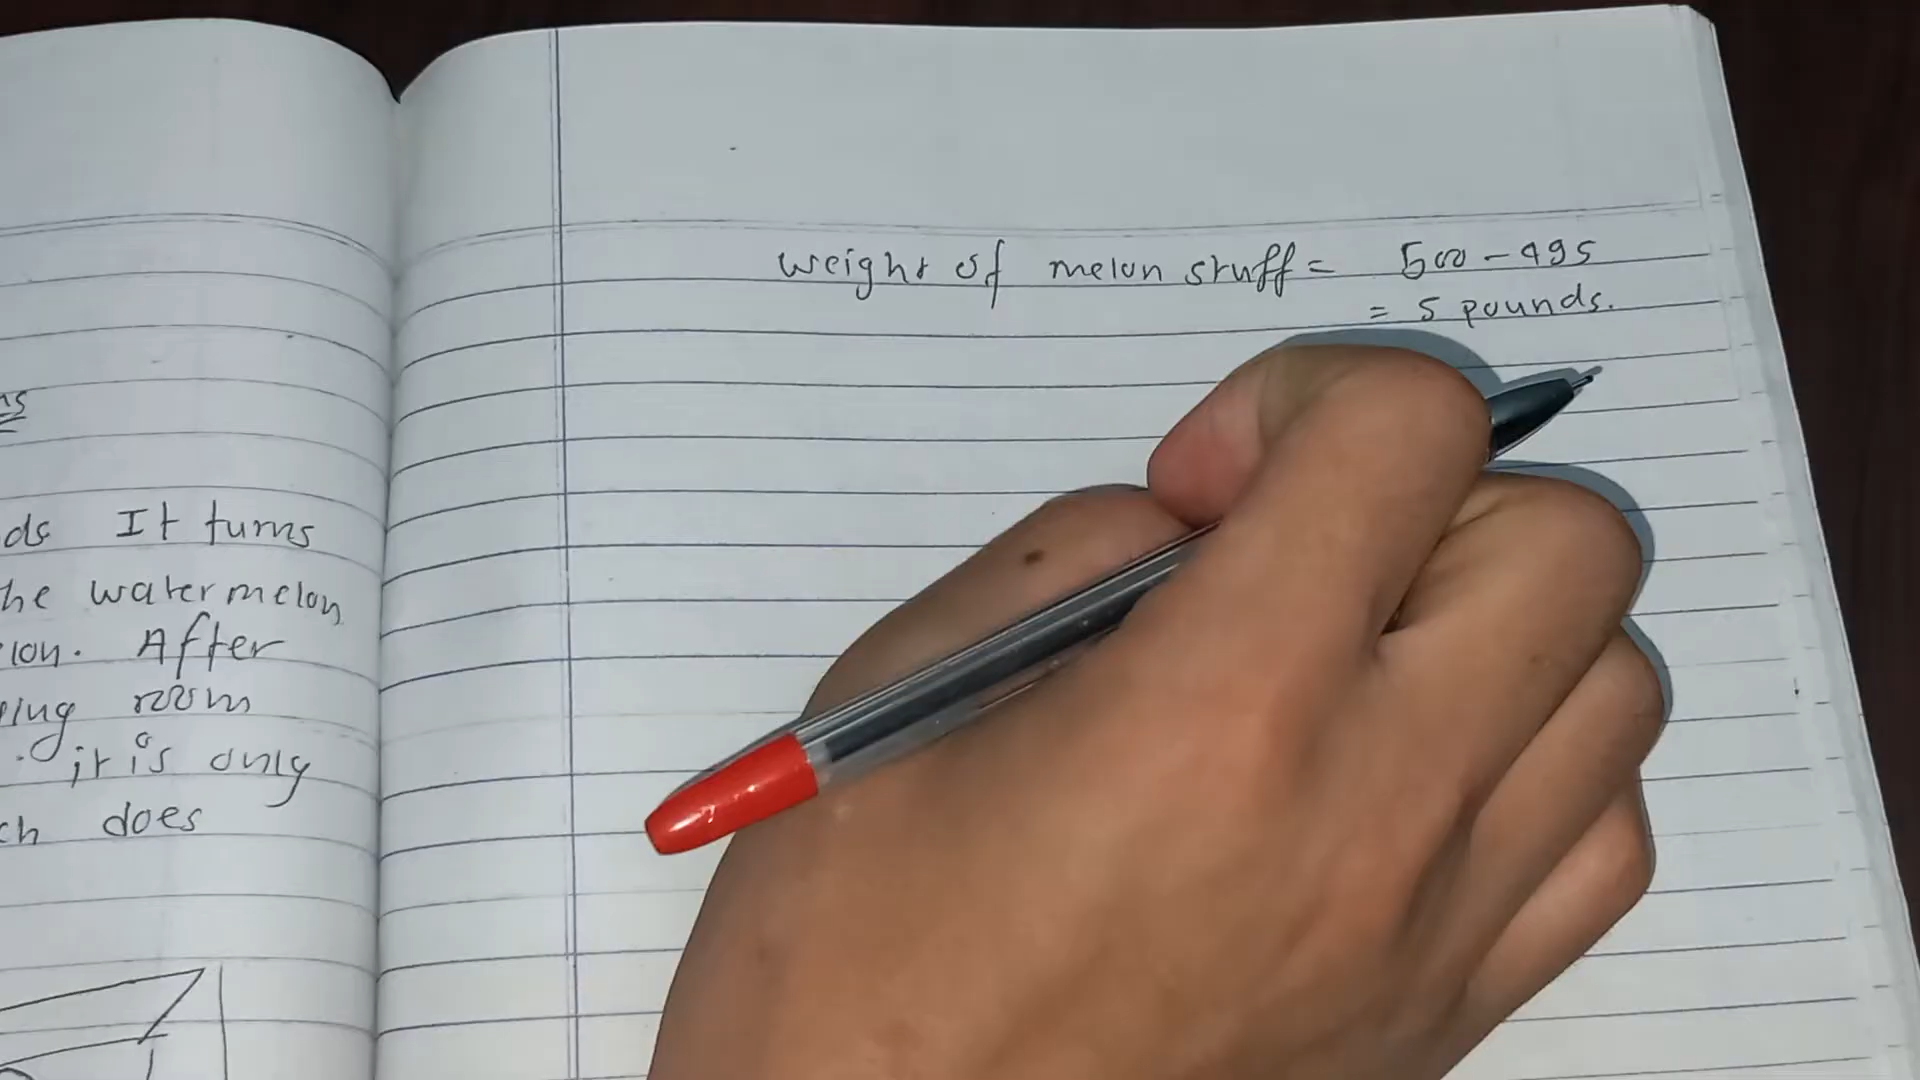 weight of melon stuff = 500 - 495
= 5 pounds.
ds It turns
he watermelon
lon. After
ping room
. it is only
ch does